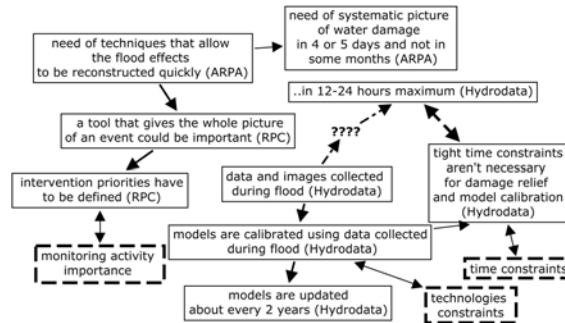 need of systematic picture
of water damage
in 4 or 5 days and not in
some months (ARPA)
need of techniques that allow
the flood effects
to be reconstructed quickly (ARPA)
..in 12-24 hours maximum (Hydrodata)
a tool that gives the whole picture
of an event could be important (RPC)
????
tight time constraints
aren't necessary
for damage relief
and model calibration
(Hydrodata)
data and images collected
during flood (Hydrodata)
intervention priorities have
to be defined (RPC)
models are calibrated using data collected
during flood (Hydrodata)
monitoring activity
importance
time constraints
models are updated
about every 2 years (Hydrodata)
technologies
constraints